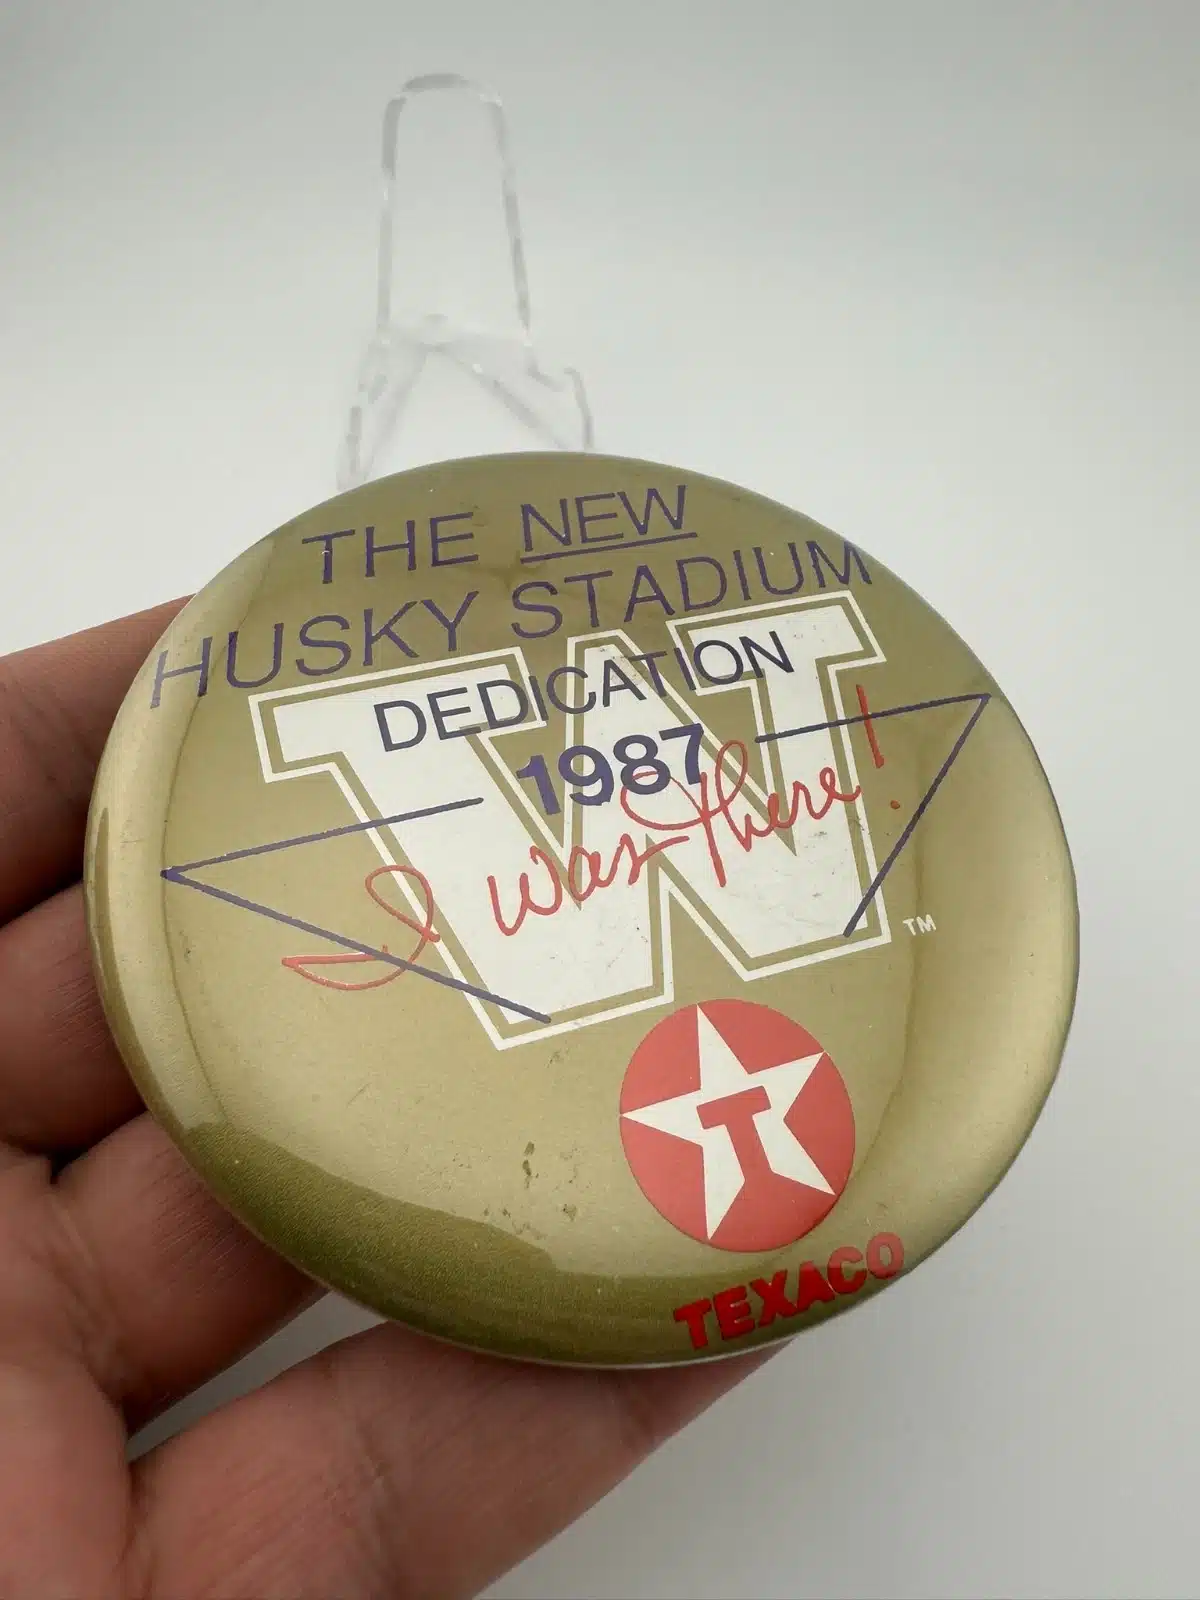 THE NEW
HUSKY STADIUM
W
DEDICATION
1987
I was there!
TM
T
TEXACO